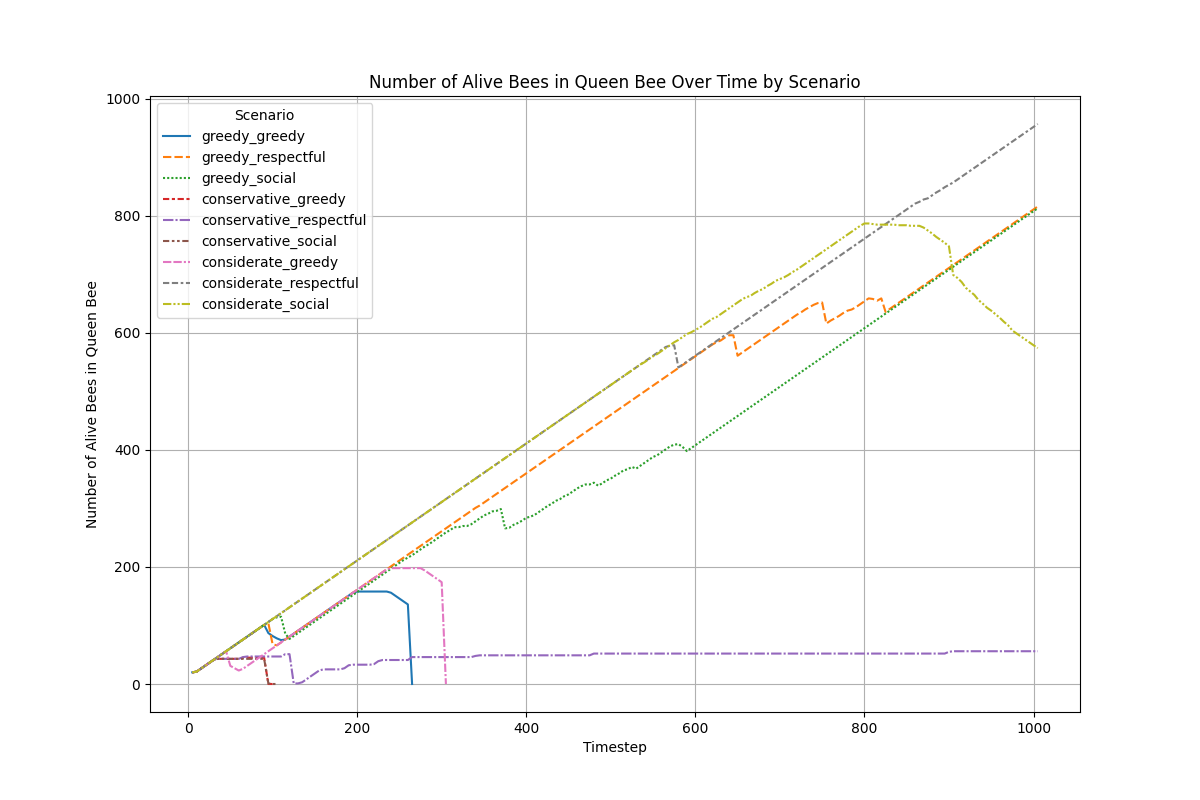 Number of Alive Bees in Queen Bee Over Time by Scenario
Number of Alive Bees in Queen Bee
1000
800
600
400
200
0
Scenario
greedy_greedy
greedy_respectful
greedy_social
conservative_greedy
conservative_respectful
conservative_social
considerate_greedy
considerate_respectful
considerate_social
0 200 400 600 800 1000
Timestep